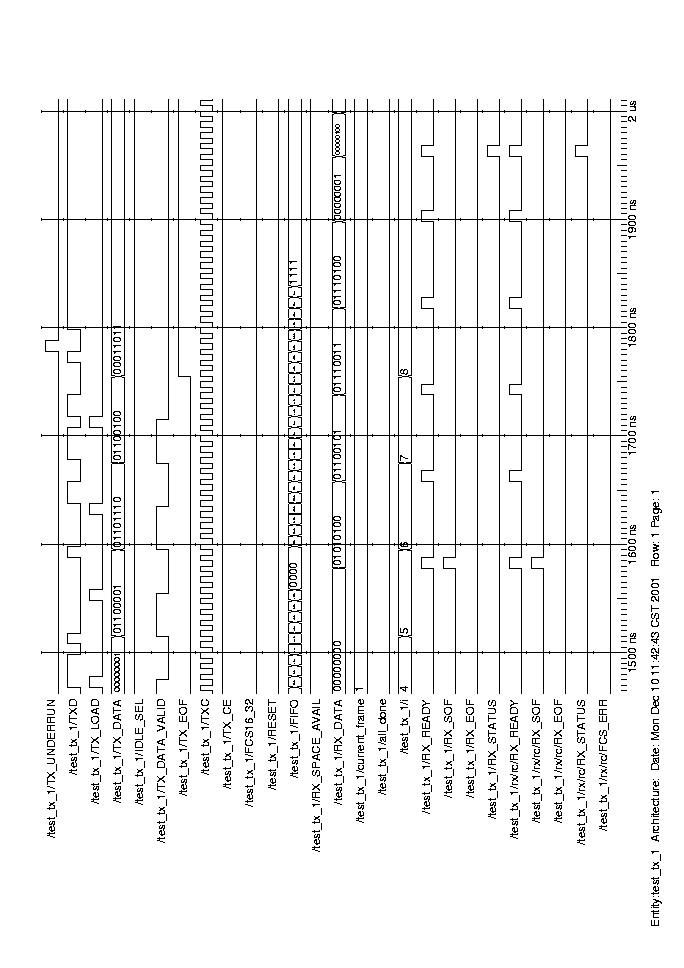 /test_tx_1/TX_UNDERRUN
/test_tx_1/TXD
/test_tx_1/TX_LOAD
/test_tx_1/TX_DATA 00000001 01100001 01101110 01100100 00011011
/test_tx_1/IDLE_SEL
/test_tx_1/TX_DATA_VALID
/test_tx_1/TX_EOF
/test_tx_1/TXC
/test_tx_1/TX_CE
/test_tx_1/FCS16_32
/test_tx_1/RESET
/test_tx_1/FIFO 0000 1111
/test_tx_1/RX_SPACE_AVAIL
/test_tx_1/RX_DATA 00000000 01010100 01100101 01110011 01110100 00000001 00000100
/test_tx_1/current_frame 1
/test_tx_1/all_done
/test_tx_1/i 4 5 6 7 8
/test_tx_1/RX_READY
/test_tx_1/RX_SOF
/test_tx_1/RX_EOF
/test_tx_1/RX_STATUS
/test_tx_1/rx/rc/RX_READY
/test_tx_1/rx/rc/RX_SOF
/test_tx_1/rx/rc/RX_EOF
/test_tx_1/rx/rc/RX_STATUS
/test_tx_1/rx/rc/FCS_ERR
1500 ns 1600 ns 1700 ns 1800 ns 1900 ns 2 us
Entity:test_tx_1 Architecture: Date: Mon Dec 10 11:42:43 CST 2001 Row: 1 Page: 1